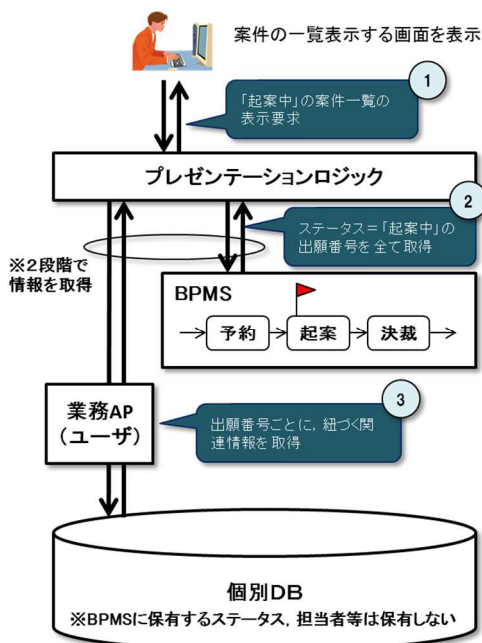 案件の一覧表示する画面を表示
1
「起案中」の案件一覧の
表示要求
プレゼンテーションロジック
2
ステータス=「起案中」の
出願番号を全て取得
※2段階で
情報を取得
BPMS
予約
起案
決裁
3
業務AP
(ユーザ)
出願番号ごとに，紐づく関
連情報を取得
個別DB
※BPMSに保有するステータス，担当者等は保有しない